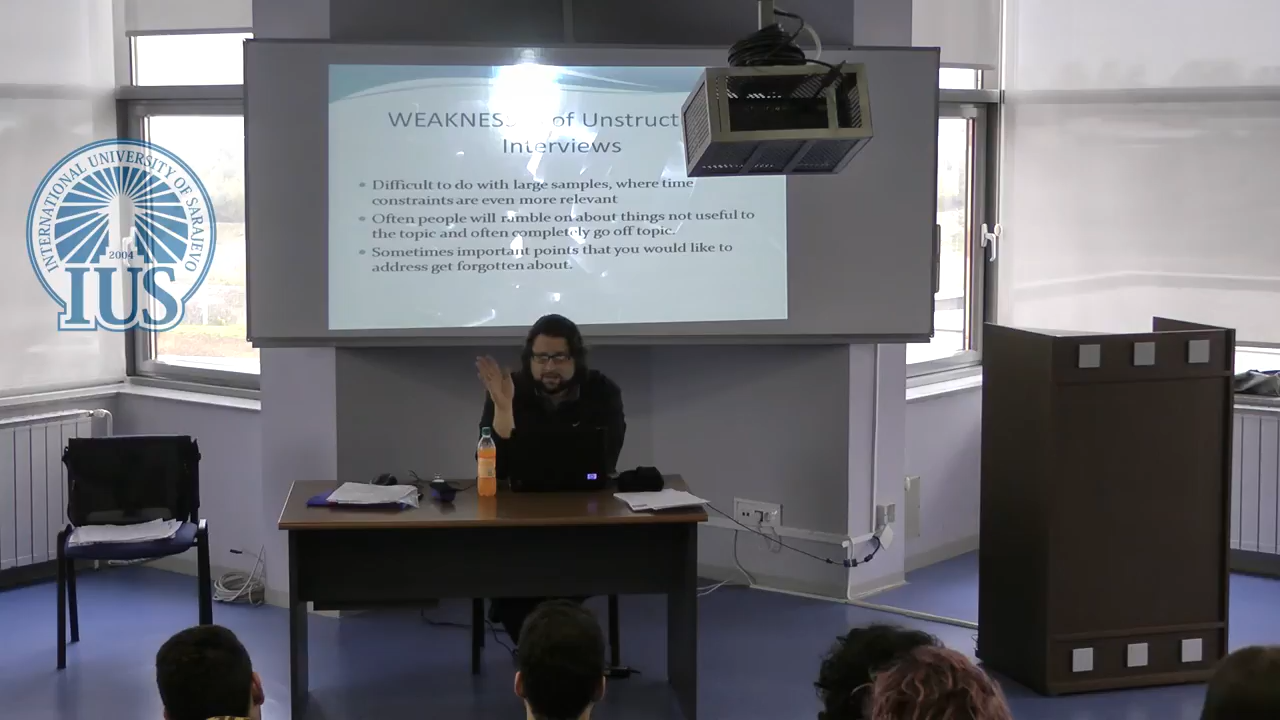 WEAKNESS of Unstruct
Interviews
Difficult to do with large samples, where time
constraints are even more relevant
Often people will ramble on about things not useful to
the topic and often completely go off topic.
Sometimes important points that you would like to
address get forgotten about.
INTERNATIONAL UNIVERSITY OF SARAJEVO
2004
IUS
hp